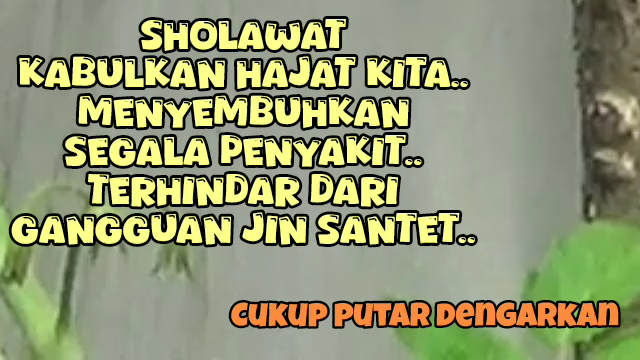 SHOLAWAT
KABULKAN HAJAT KITA..
MENYEMBUHKAN
SEGALA PENYAKIT..
TERHINDAR DARI
GANGGUAN JIN SANTET..
CUKUP PUTAR DENGARKAN